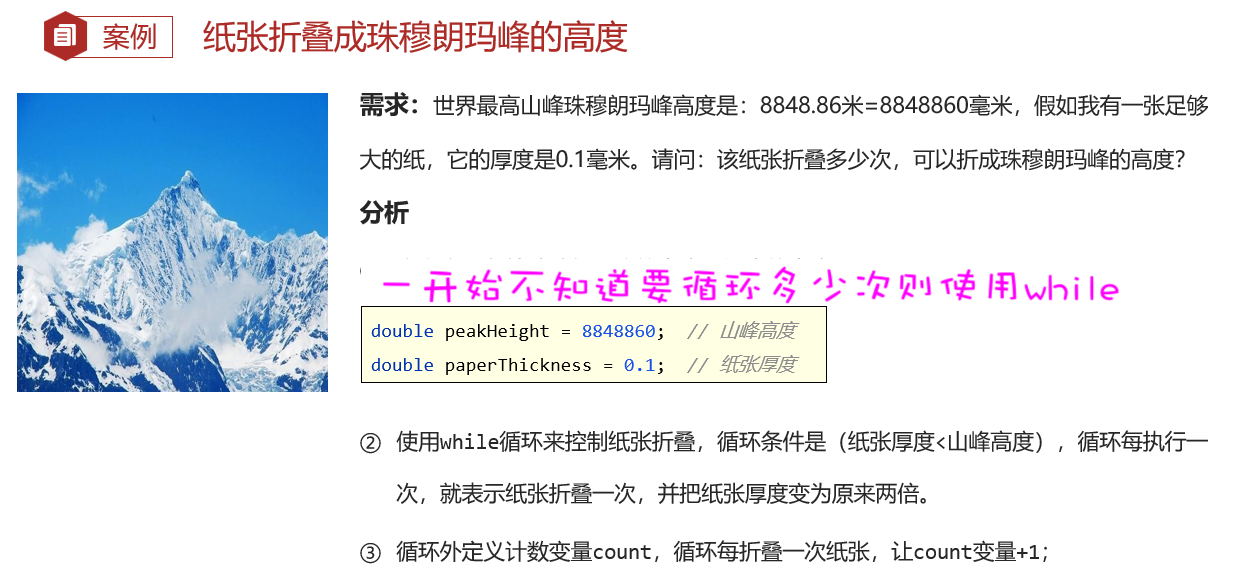 案例 纸张折叠成珠穆朗玛峰的高度
需求：世界最高山峰珠穆朗玛峰高度是：8848.86米=8848860毫米，假如我有一张足够
大的纸，它的厚度是0.1毫米。请问：该纸张折叠多少次，可以折成珠穆朗玛峰的高度？
分析
一开始不知道要循环多少次则使用while
double peakHeight = 8848860; // 山峰高度
double paperThickness = 0.1; // 纸张厚度
② 使用while循环来控制纸张折叠，循环条件是（纸张厚度<山峰高度），循环每执行一
次，就表示纸张折叠一次，并把纸张厚度变为原来两倍。
③ 循环外定义计数变量count，循环每折叠一次纸张，让count变量+1；